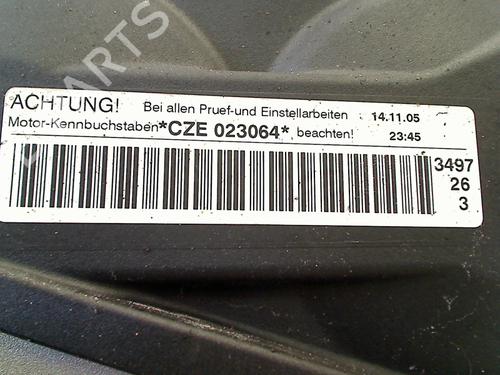 PARTS
ACHTUNG! Bei allen Pruef-und Einstellarbeiten 14.11.05
Motor-Kennbuchstaben *CZE 023064* beachten! 23:45
3497
26
3